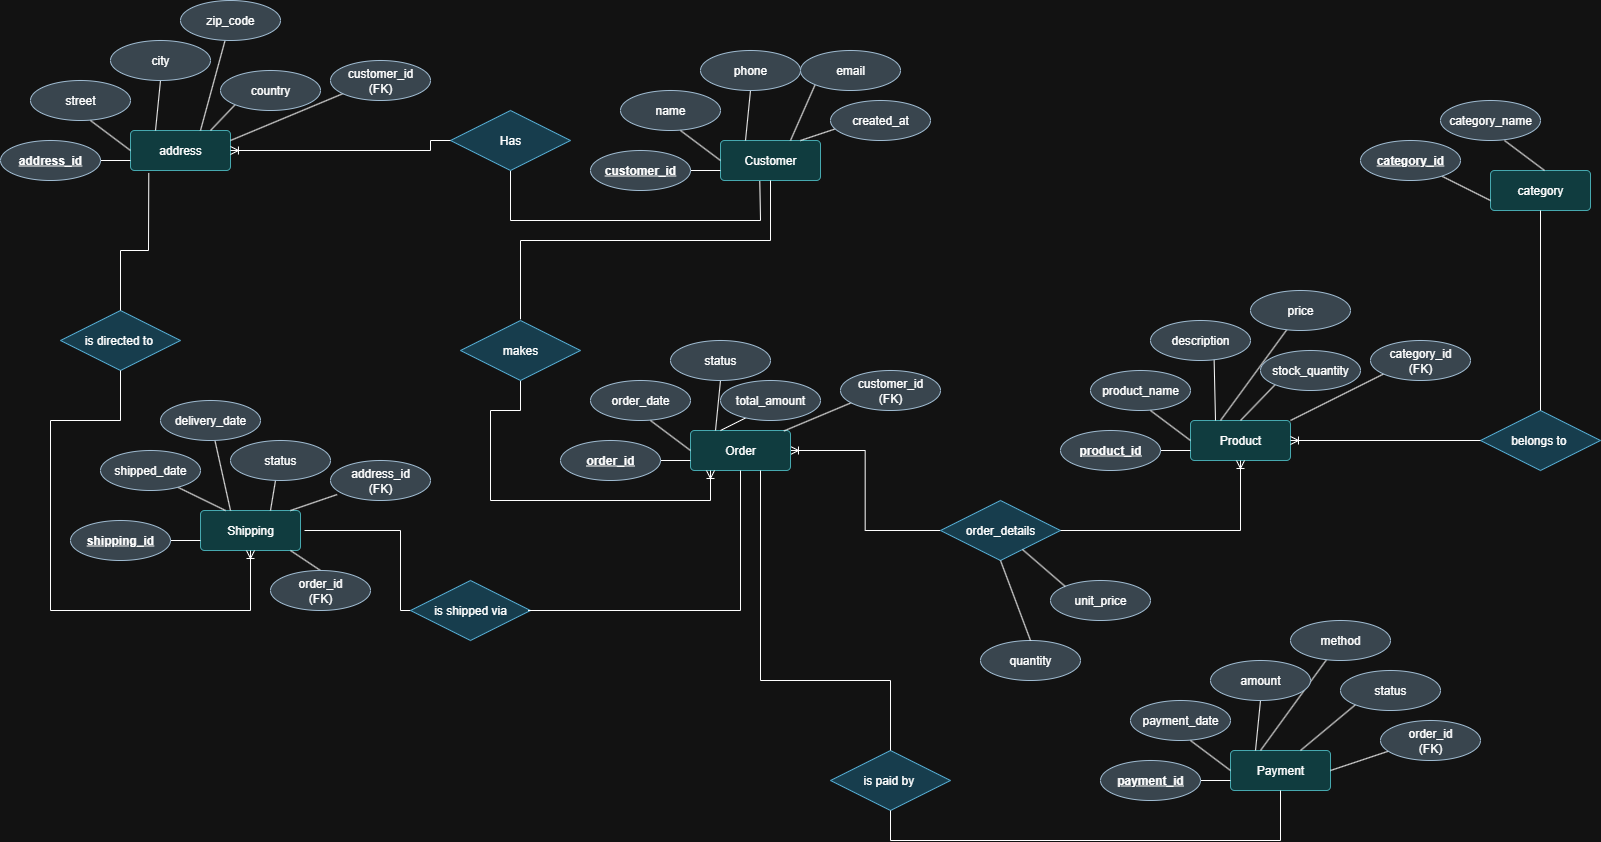 zip_code
city
street
country
customer_id
(FK)
address_id
address
Has
phone
email
name
created_at
customer_id
Customer
category_name
category_id
category
is directed to
makes
status
order_date
total_amount
customer_id
(FK)
order_id
Order
price
description
stock_quantity
category_id
(FK)
product_name
product_id
Product
belongs to
delivery_date
shipped_date
status
address_id
(FK)
shipping_id
Shipping
order_id
(FK)
is shipped via
order_details
unit_price
quantity
method
amount
status
payment_date
order_id
(FK)
payment_id
Payment
is paid by